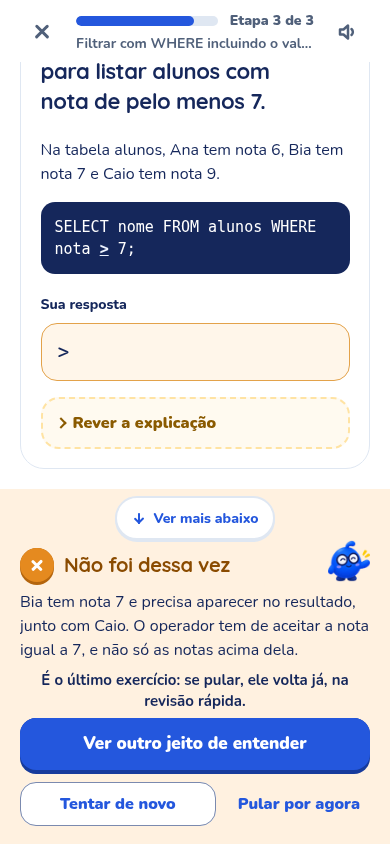 Etapa 3 de 3
Filtrar com WHERE incluindo o val...
para listar alunos com
nota de pelo menos 7.
Na tabela alunos, Ana tem nota 6, Bia tem
nota 7 e Caio tem nota 9.
SELECT nome FROM alunos WHERE
nota > 7;
Sua resposta
>
Rever a explicação
Ver mais abaixo
Não foi dessa vez
Bia tem nota 7 e precisa aparecer no resultado,
junto com Caio. O operador tem de aceitar a nota
igual a 7, e não só as notas acima dela.
É o último exercício: se pular, ele volta já, na
revisão rápida.
Ver outro jeito de entender
Tentar de novo
Pular por agora